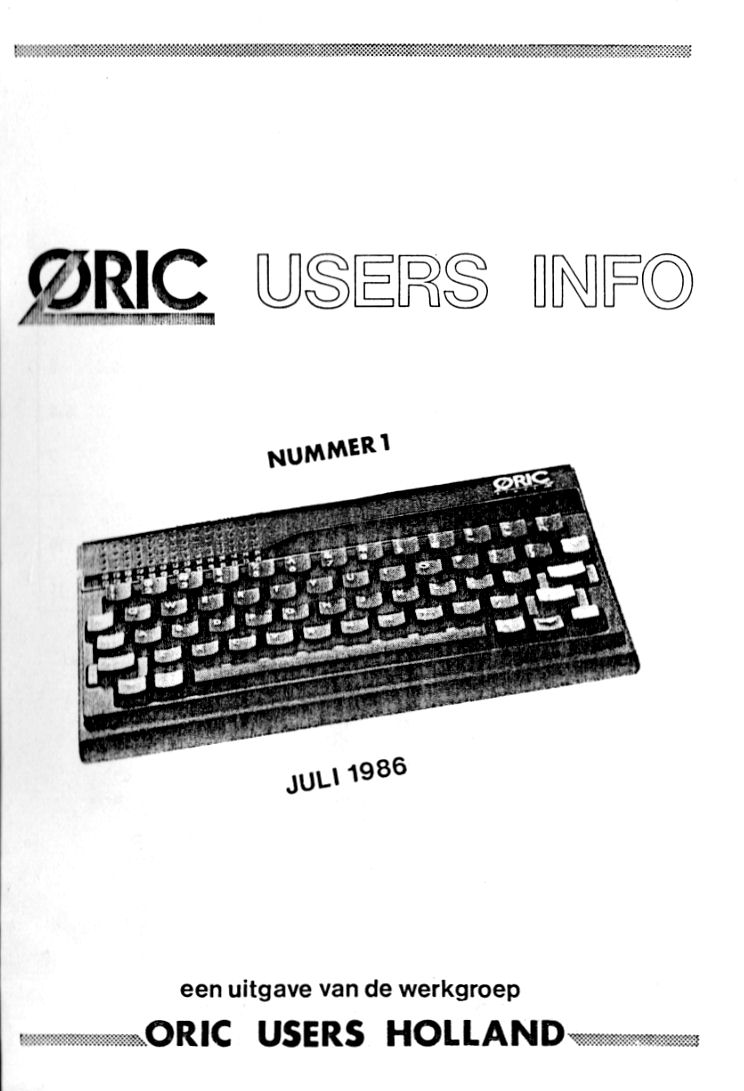 ØRIC USERS INFO
NUMMER 1
ØRIC
JULI 1986
een uitgave van de werkgroep
ORIC USERS HOLLAND